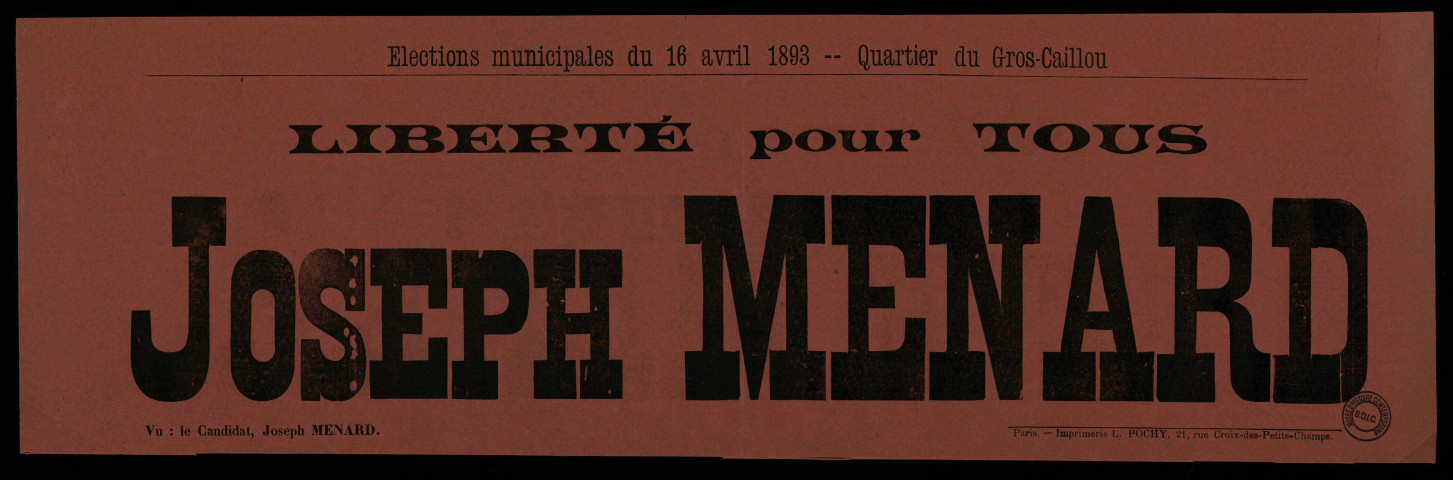 Elections municipales du 16 avril 1893 -- Quartier du Gros-Caillou
LIBERTÉ pour TOUS
JOSEPH MENARD
Vu : le Candidat, Joseph MENARD.
Paris. — Imprimerie L. POCHY, 21, rue Croix-des-Petits-Champs.
B.D.I.C.